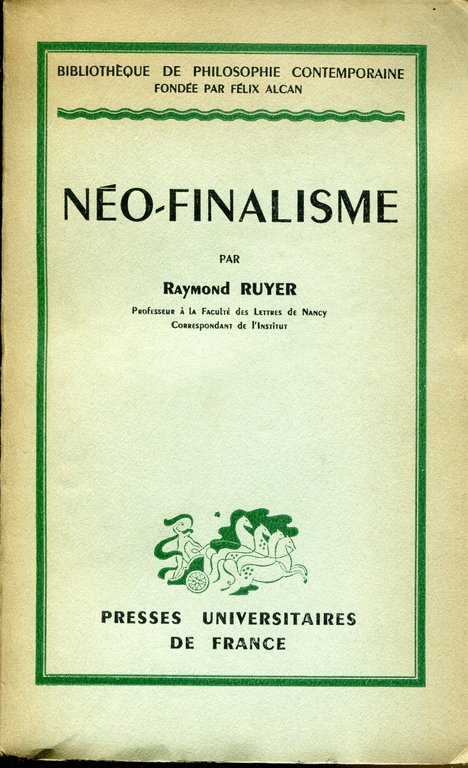 BIBLIOTHÈQUE DE PHILOSOPHIE CONTEMPORAINE
FONDÉE PAR FÉLIX ALCAN
NÉO-FINALISME
PAR
Raymond RUYER
Professeur à la Faculté des Lettres de Nancy
Correspondant de l'Institut
PRESSES UNIVERSITAIRES
DE FRANCE